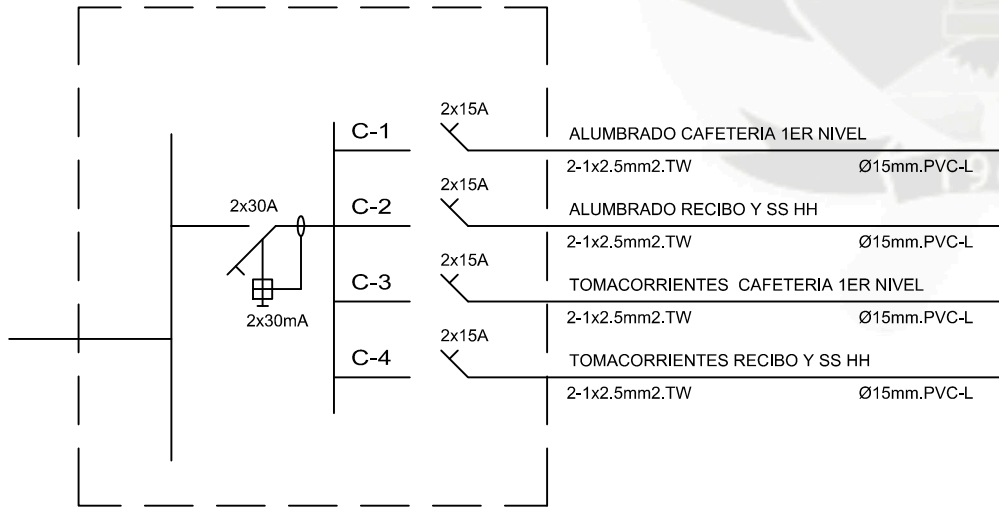 2x15A
C-1
ALUMBRADO CAFETERIA 1ER NIVEL
2-1x2.5mm2.TW Ø15mm.PVC-L
2x15A
2x30A
C-2
ALUMBRADO RECIBO Y SS HH
2-1x2.5mm2.TW Ø15mm.PVC-L
2x15A
C-3
TOMACORRIENTES CAFETERIA 1ER NIVEL
2x30mA
2-1x2.5mm2.TW Ø15mm.PVC-L
2x15A
C-4
TOMACORRIENTES RECIBO Y SS HH
2-1x2.5mm2.TW Ø15mm.PVC-L